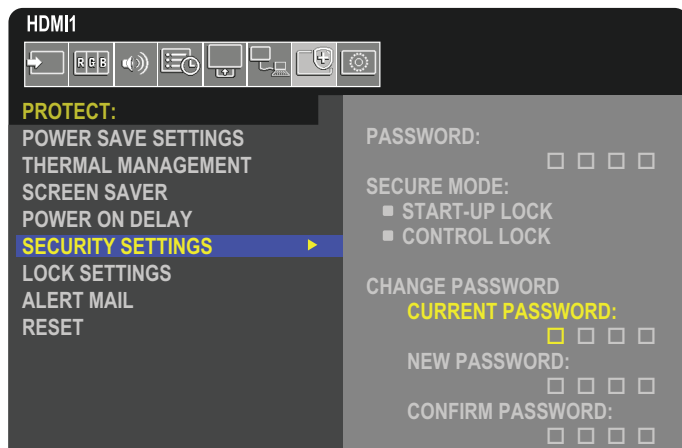 HDMI1
R G B
PROTECT:
POWER SAVE SETTINGS
THERMAL MANAGEMENT
SCREEN SAVER
POWER ON DELAY
SECURITY SETTINGS
LOCK SETTINGS
ALERT MAIL
RESET
PASSWORD:
SECURE MODE:
START-UP LOCK
CONTROL LOCK
CHANGE PASSWORD
CURRENT PASSWORD:
NEW PASSWORD:
CONFIRM PASSWORD: